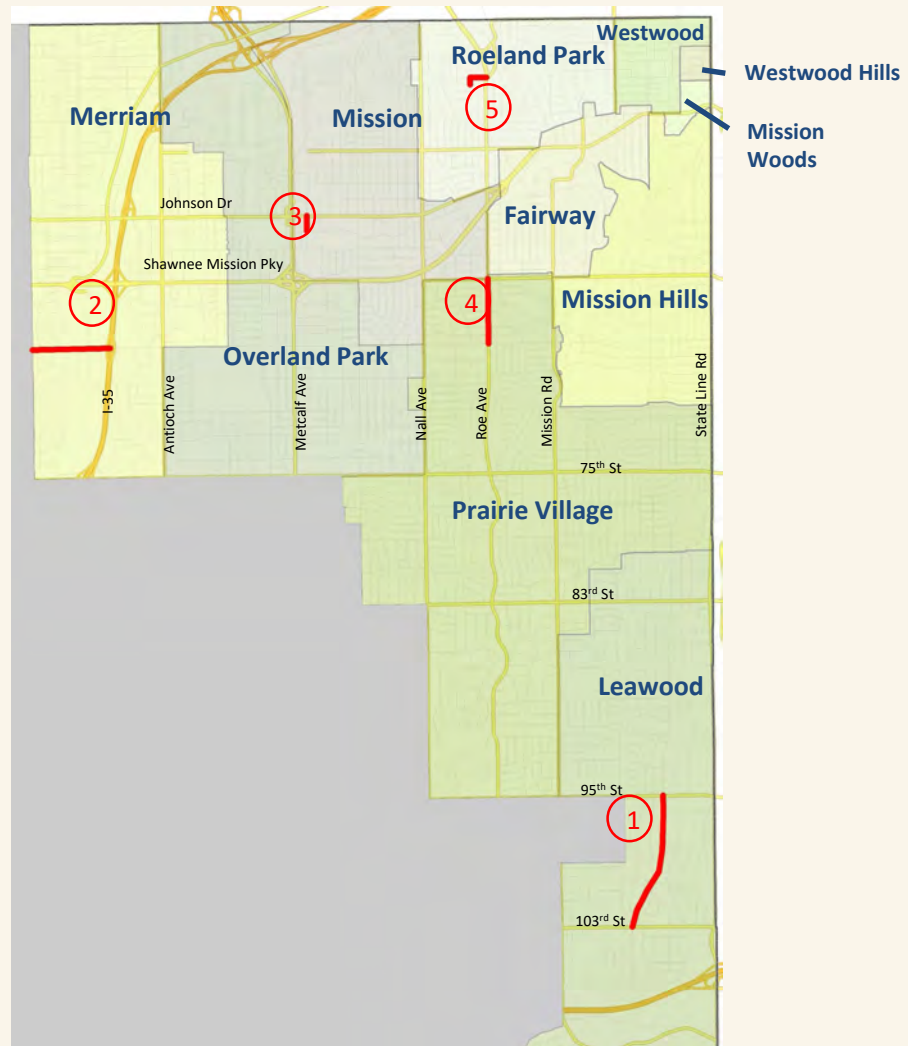 Westwood
Roeland Park
Westwood Hills
Merriam
5
Mission
Mission
Woods
Johnson Dr
3
Fairway
Shawnee Mission Pky
2
4
Mission Hills
Overland Park
I-35
Antioch Ave
Metcalf Ave
Nall Ave
Roe Ave
Mission Rd
State Line Rd
75th St
Prairie Village
83rd St
Leawood
95th St
1
103rd St